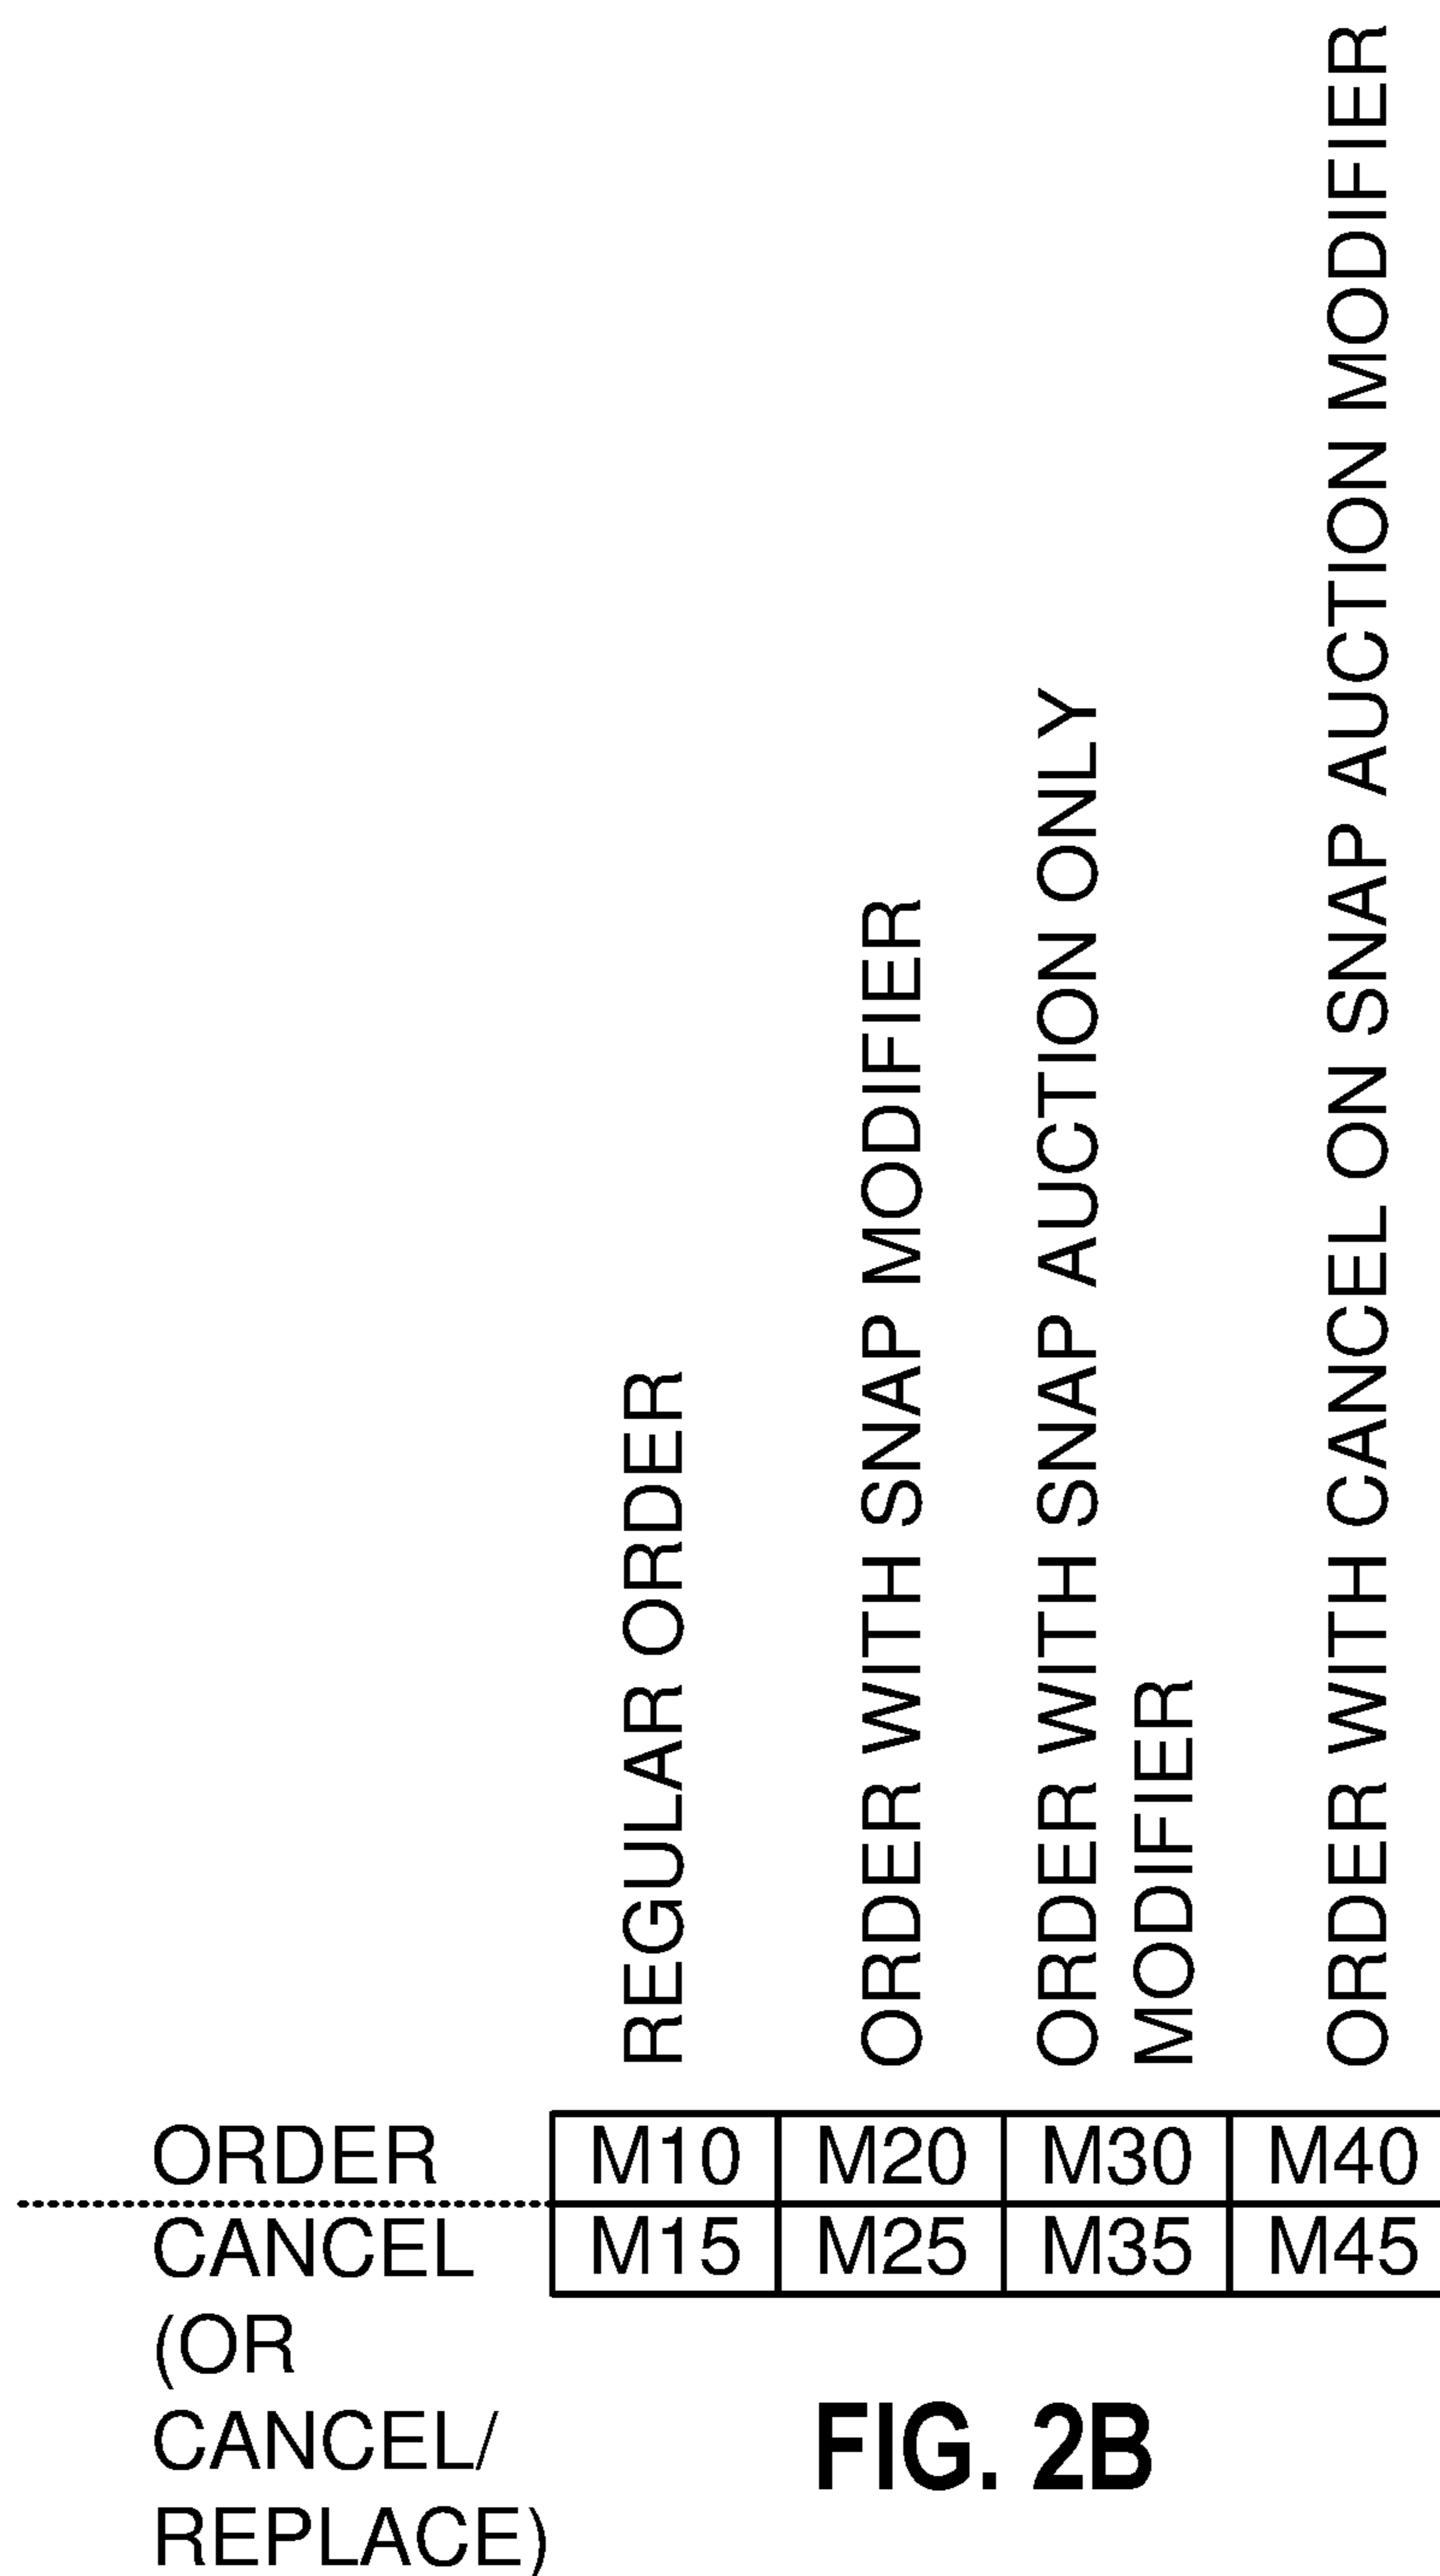 REGULAR ORDER
ORDER WITH SNAP MODIFIER
ORDER WITH SNAP AUCTION ONLY
MODIFIER
ORDER WITH CANCEL ON SNAP AUCTION MODIFIER
ORDER M10 M20 M30 M40
CANCEL M15 M25 M35 M45
(OR
CANCEL/
REPLACE)
FIG. 2B